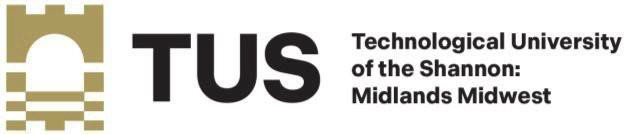 TUS
Technological University
of the Shannon:
Midlands Midwest